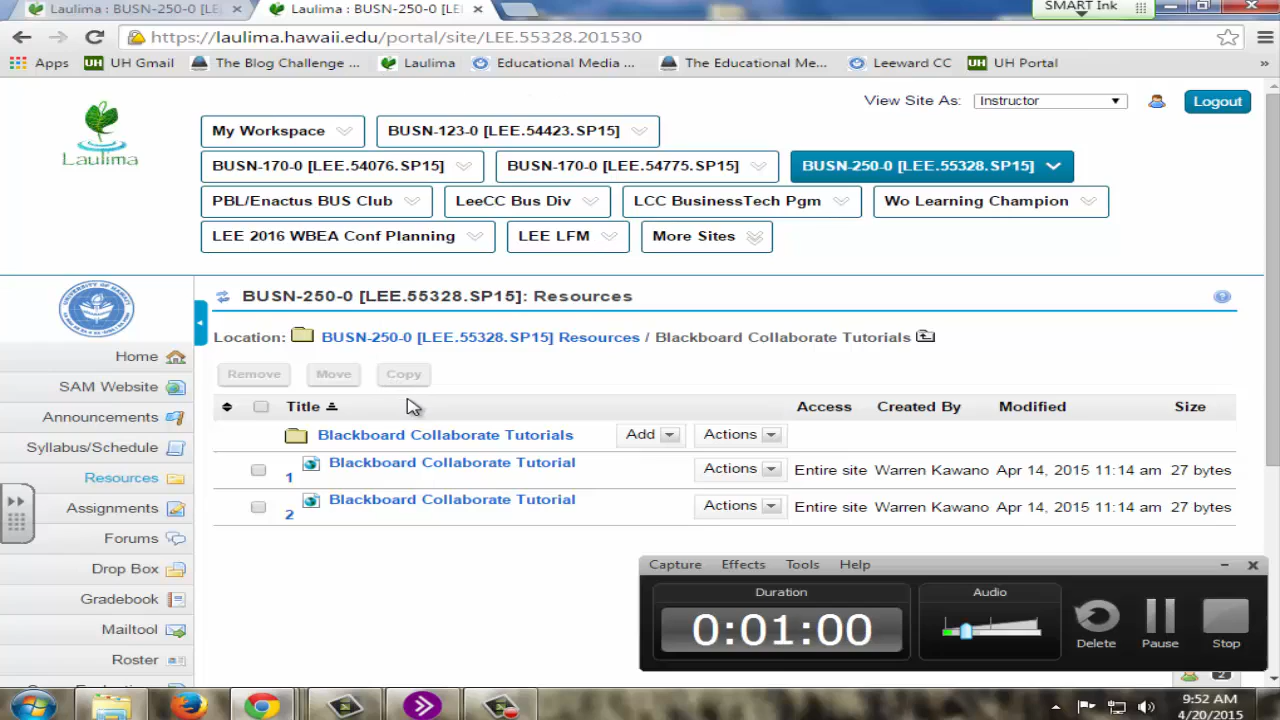 Laulima : BUSN-250-0 [LE
Laulima : BUSN-250-0 [LE
SMART Ink
https://laulima.hawaii.edu/portal/site/LEE.55328.201530
Apps UH Gmail The Blog Challenge ... Laulima Educational Media ... The Educational Me... Leeward CC UH Portal »
View Site As: Instructor Logout
Laulima
My Workspace BUSN-123-0 [LEE.54423.SP15]
BUSN-170-0 [LEE.54076.SP15] BUSN-170-0 [LEE.54775.SP15] BUSN-250-0 [LEE.55328.SP15]
PBL/Enactus BUS Club LeeCC Bus Div LCC BusinessTech Pgm Wo Learning Champion
LEE 2016 WBEA Conf Planning LEE LFM More Sites
BUSN-250-0 [LEE.55328.SP15]: Resources
Location: BUSN-250-0 [LEE.55328.SP15] Resources / Blackboard Collaborate Tutorials
Remove Move Copy
Title Access Created By Modified Size
Blackboard Collaborate Tutorials Add Actions
Blackboard Collaborate Tutorial
1 Actions Entire site Warren Kawano Apr 14, 2015 11:14 am 27 bytes
Blackboard Collaborate Tutorial
2 Actions Entire site Warren Kawano Apr 14, 2015 11:14 am 27 bytes
Home
SAM Website
Announcements
Syllabus/Schedule
Resources
Assignments
Forums
Drop Box
Gradebook
Mailtool
Roster
Capture Effects Tools Help
Duration
0:01:00
Audio
Delete Pause Stop
2
9:52 AM
4/20/2015